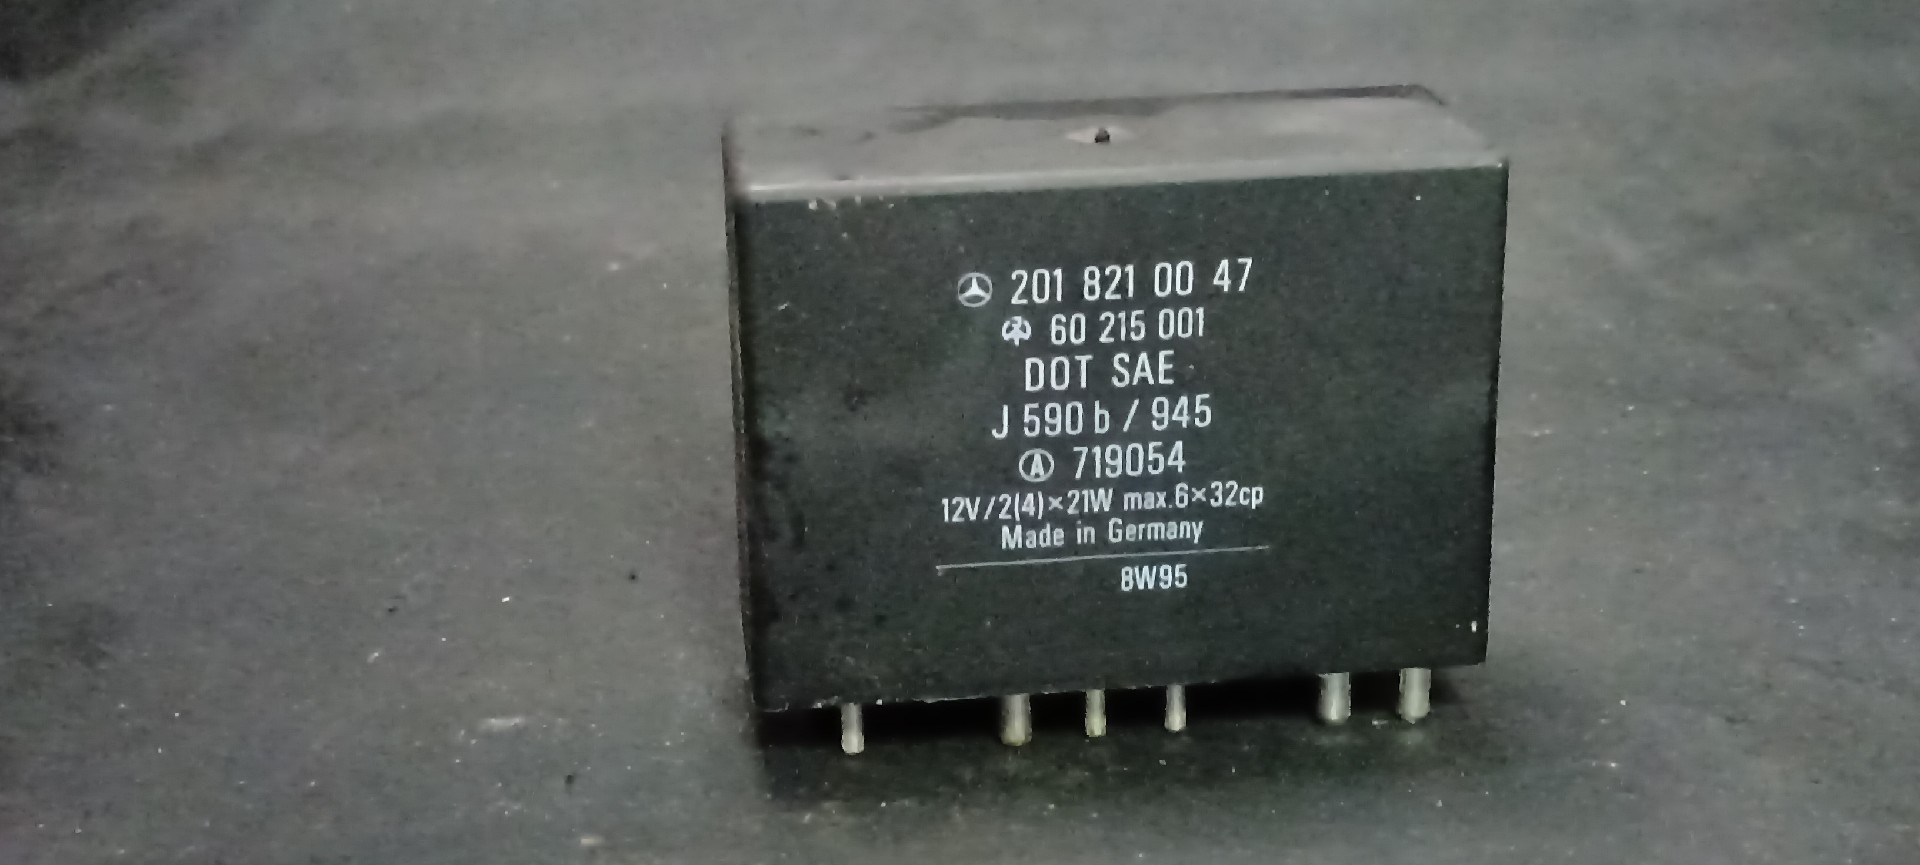 201 821 00 47
60 215 001
DOT SAE
J 590 b / 945
Ⓐ 719054
12V/2(4)×21W max.6×32cp
Made in Germany
8W95